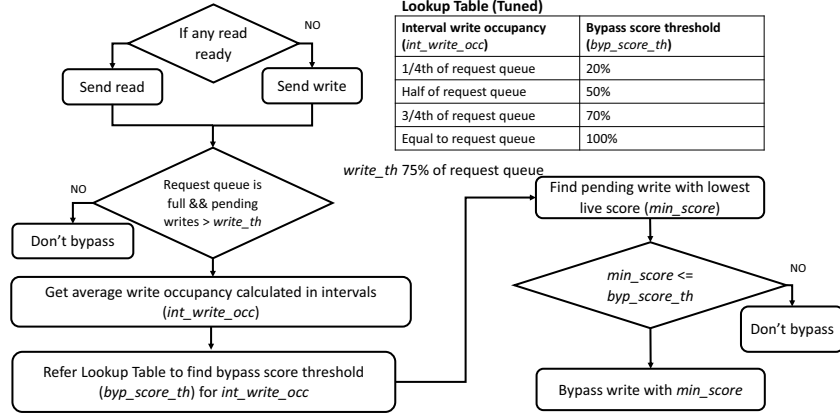 If any read
ready
NO
Send read
Send write
Request queue is
full && pending
writes > write_th
NO
Don't bypass
Get average write occupancy calculated in intervals
(int_write_occ)
Refer Lookup Table to find bypass score threshold
(byp_score_th) for int_write_occ
Lookup Table (Tuned)
Interval write occupancy
(int_write_occ)
Bypass score threshold
(byp_score_th)
1/4th of request queue
20%
Half of request queue
50%
3/4th of request queue
70%
Equal to request queue
100%
write_th 75% of request queue
Find pending write with lowest
live score (min_score)
min_score <=
byp_score_th
NO
Don't bypass
Bypass write with min_score